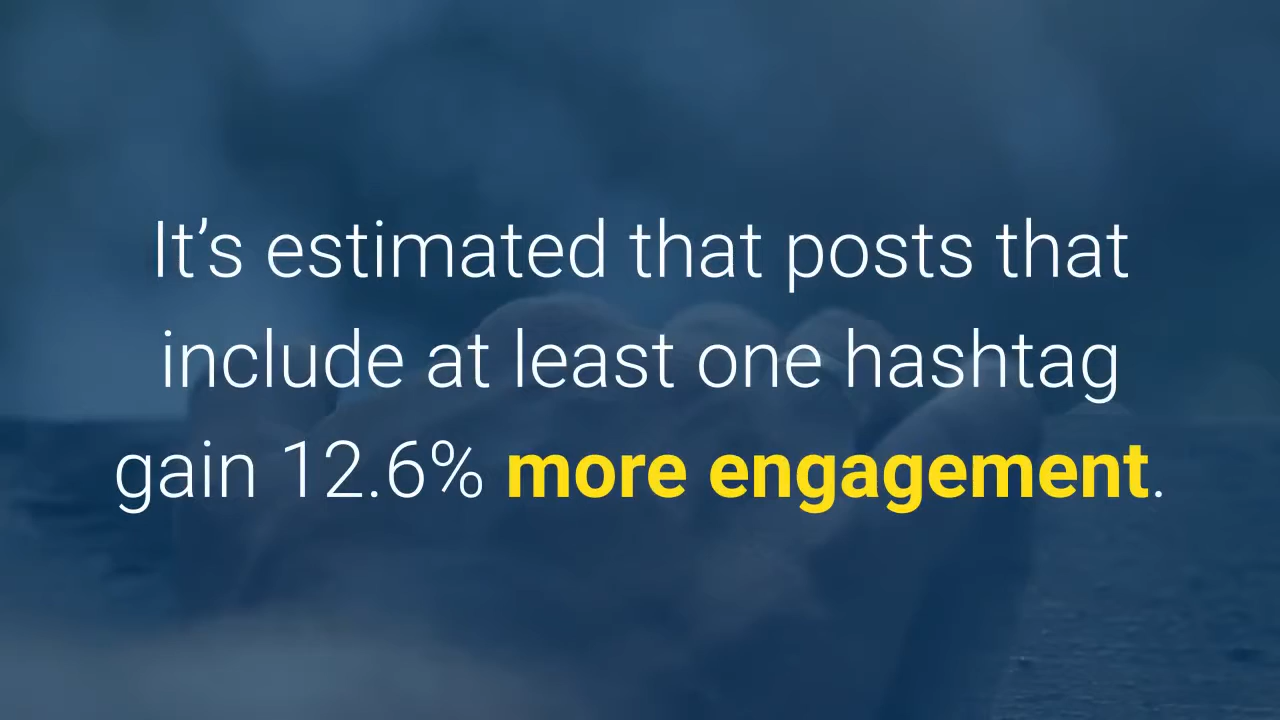 It’s estimated that posts that
include at least one hashtag
gain 12.6% more engagement.